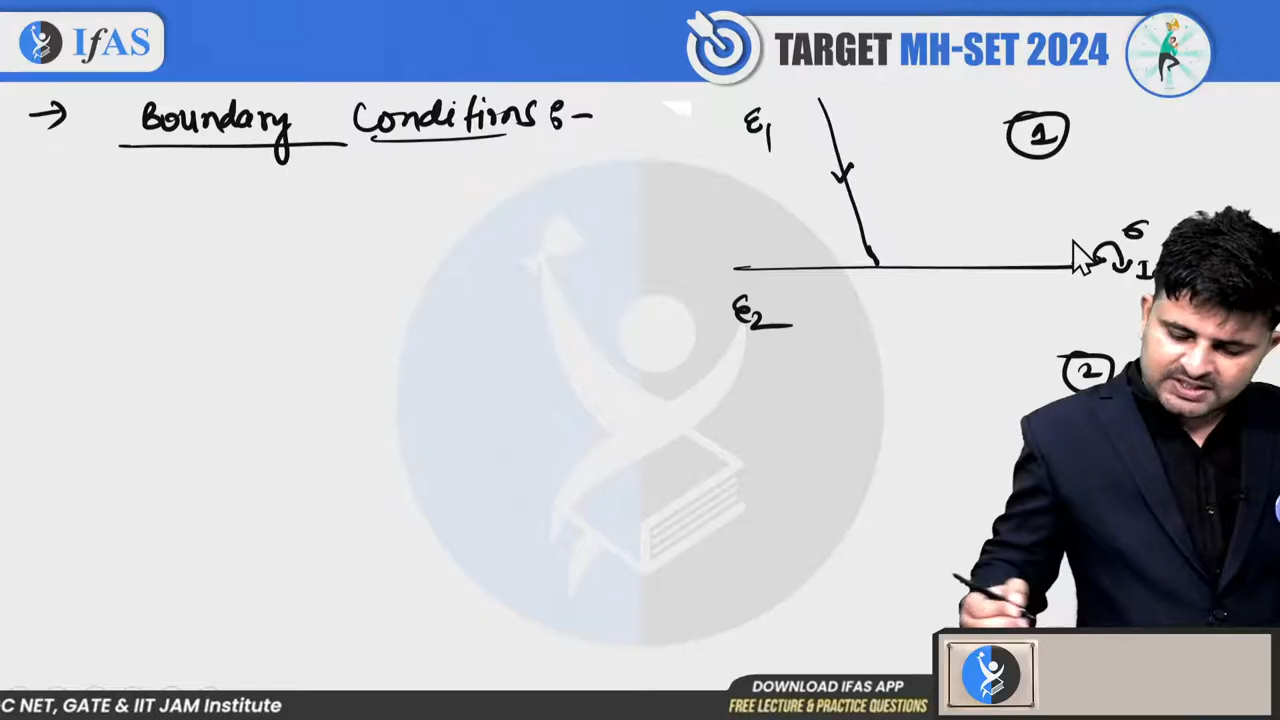 IfAS
TARGET MH-SET 2024
→ Boundary Conditions :-
ε1
1
σ
I
ε2
2
C NET, GATE & IIT JAM Institute
DOWNLOAD IFAS APP
FREE LECTURE & PRACTICE QUESTIONS